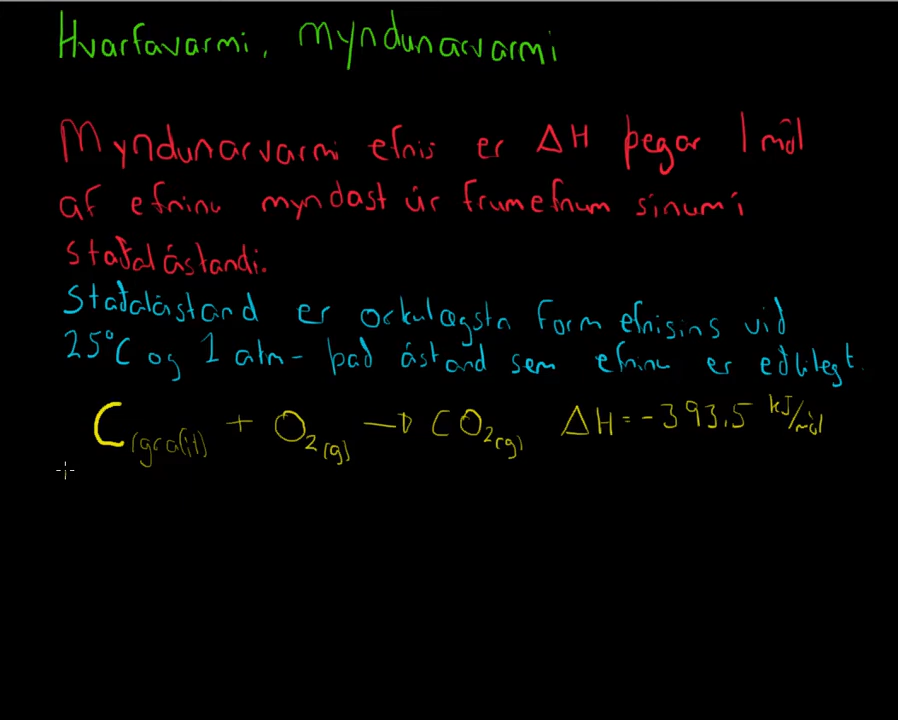 Hvarfavarmi, myndunarvarmi
Myndunarvarmi efnis er ΔH þegar 1 mól
af efninu myndast úr frumefnum sínum í
staðalástandi.
Staðalástand er orkulægsta form efnisins við
25°C og 1 atm - það ástand sem efninu er eðlilegt.
C(grafít) + O₂(g) → CO₂(g) ΔH = -393.5 kJ/mól